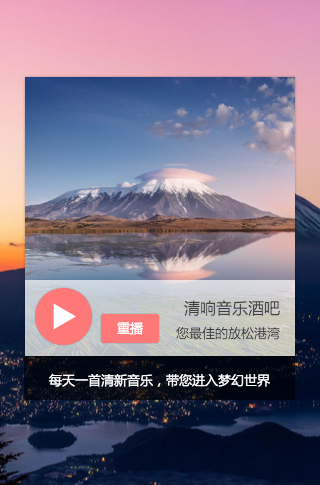 清响音乐酒吧
重播
您最佳的放松港湾
每天一首清新音乐，带您进入梦幻世界